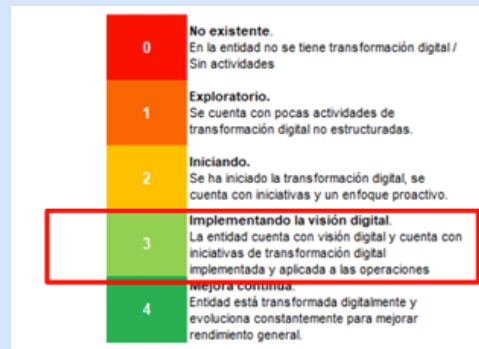 0
No existente.
En la entidad no se tiene transformación digital /
Sin actividades
1
Exploratorio.
Se cuenta con pocas actividades de
transformación digital no estructuradas.
2
Iniciando.
Se ha iniciado la transformación digital, se
cuenta con iniciativas y un enfoque proactivo.
3
Implementando la visión digital.
La entidad cuenta con visión digital y cuenta con
iniciativas de transformación digital
implementada y aplicada a las operaciones
4
Mejora continua.
Entidad está transformada digitalmente y
evoluciona constantemente para mejorar
rendimiento general.